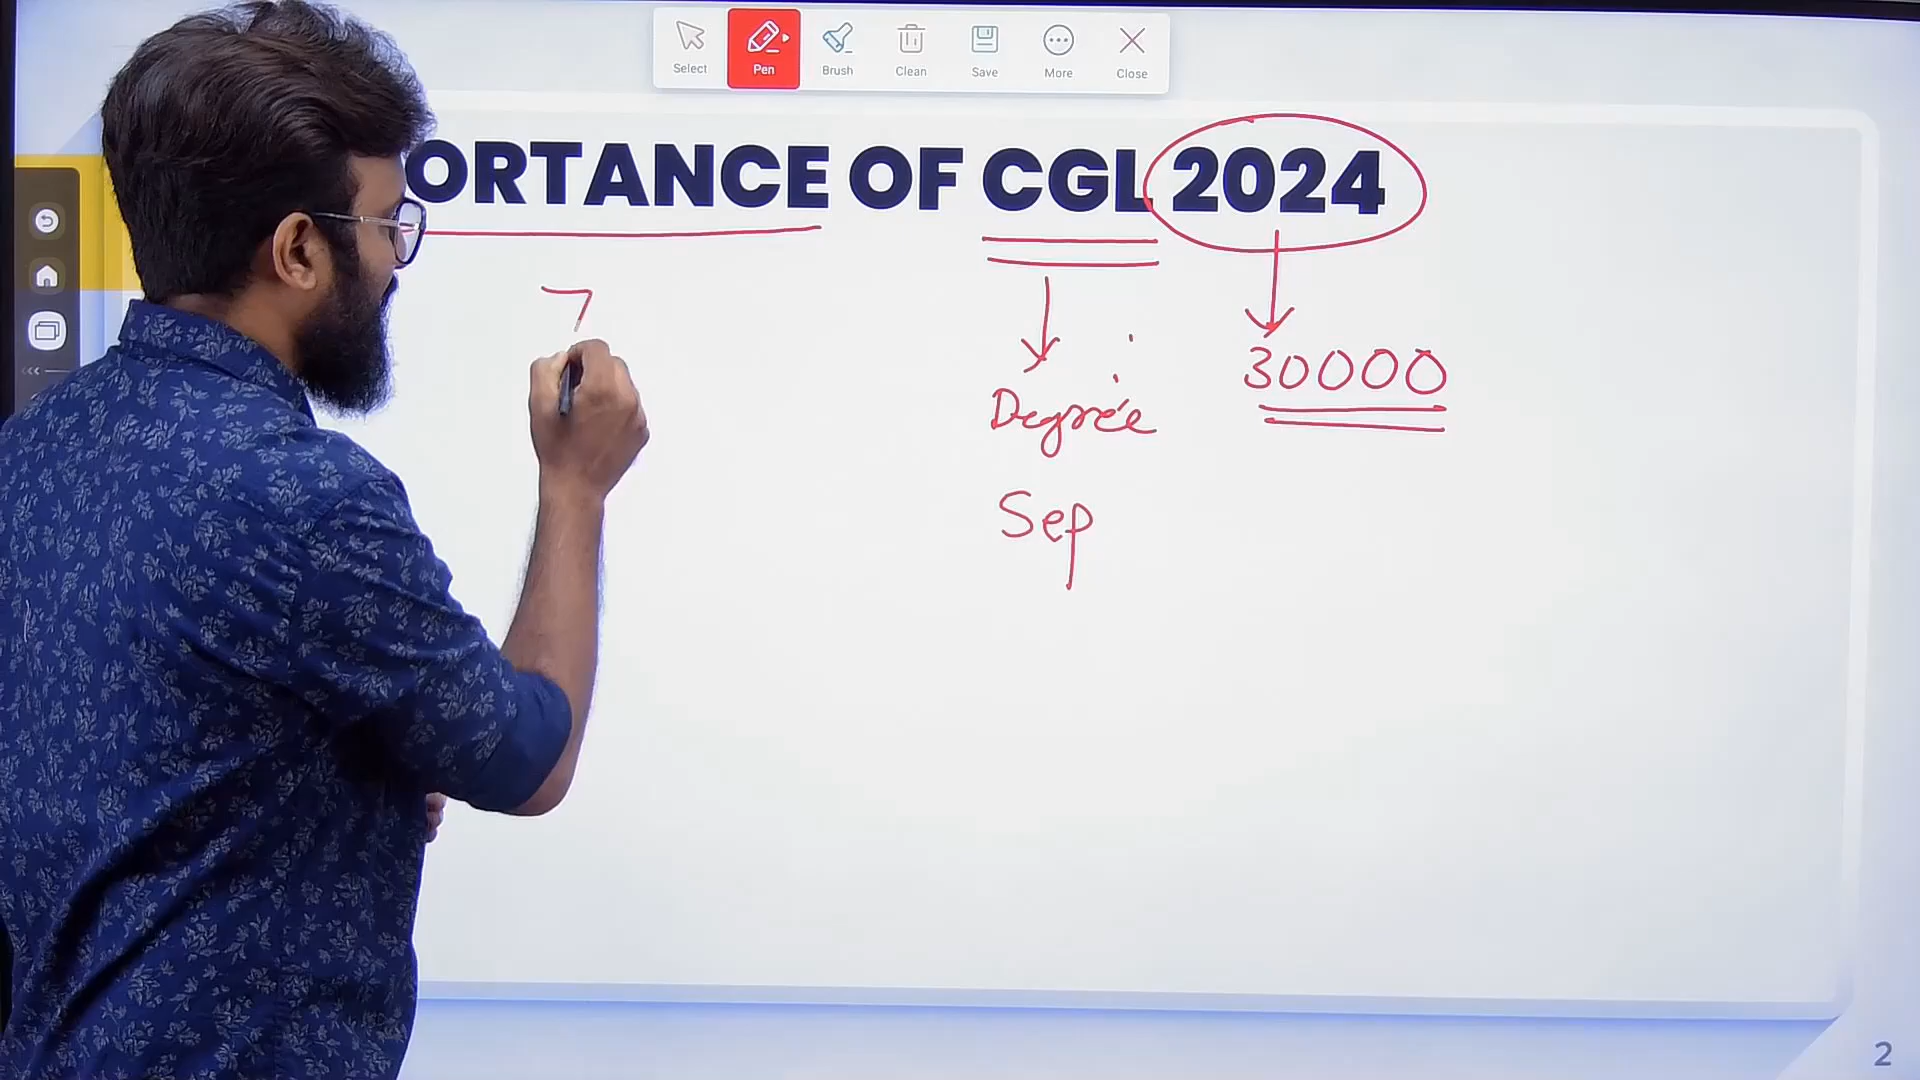 Select Pen Brush Clean Save More Close
ORTANCE OF CGL 2024
7
30000
Degree
Sep
2